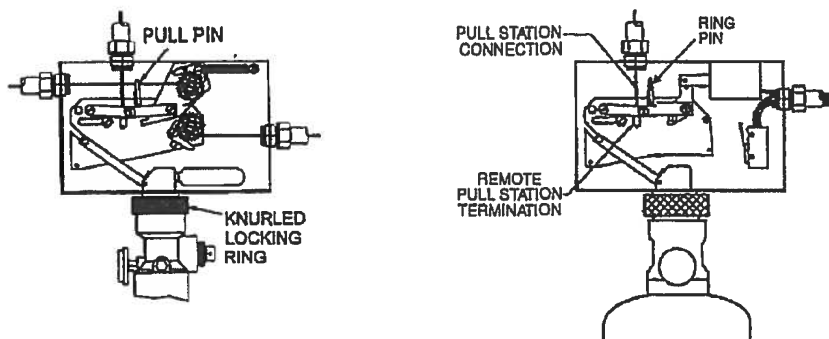 PULL PIN
KNURLED
LOCKING
RING
PULL STATION
CONNECTION
RING
PIN
REMOTE
PULL STATION
TERMINATION